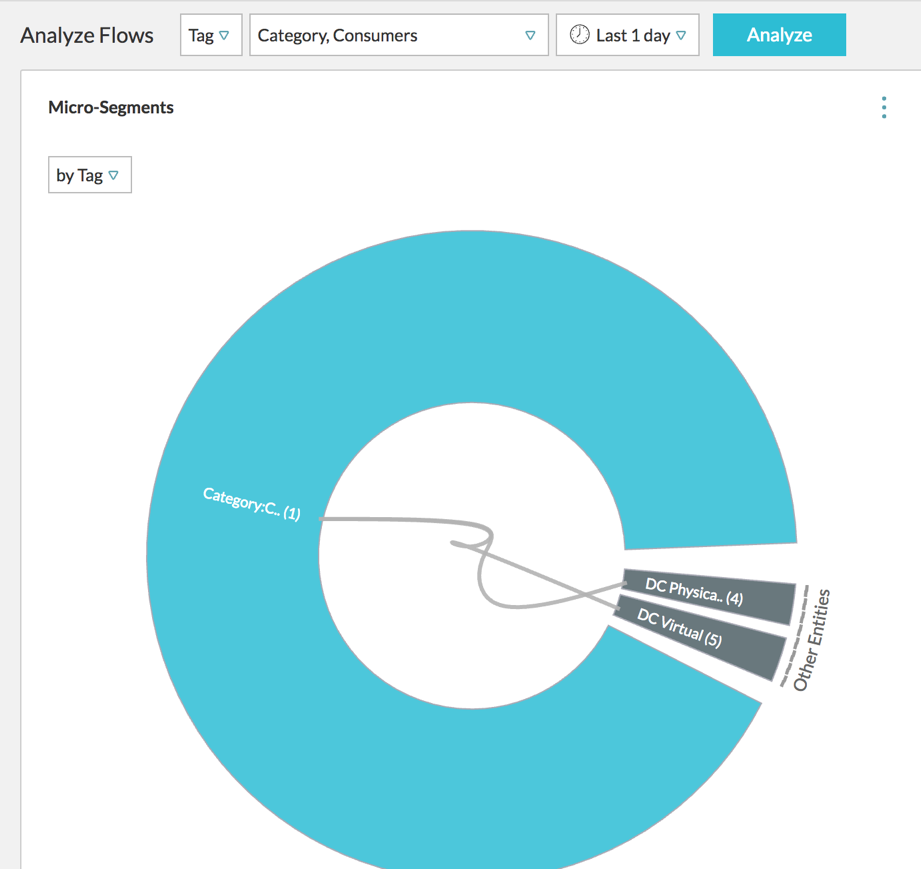 Analyze Flows Tag Category, Consumers Last 1 day Analyze
Micro-Segments
by Tag
Category:C.. (1)
DC Physica.. (4)
DC Virtual (5)
Other Entities